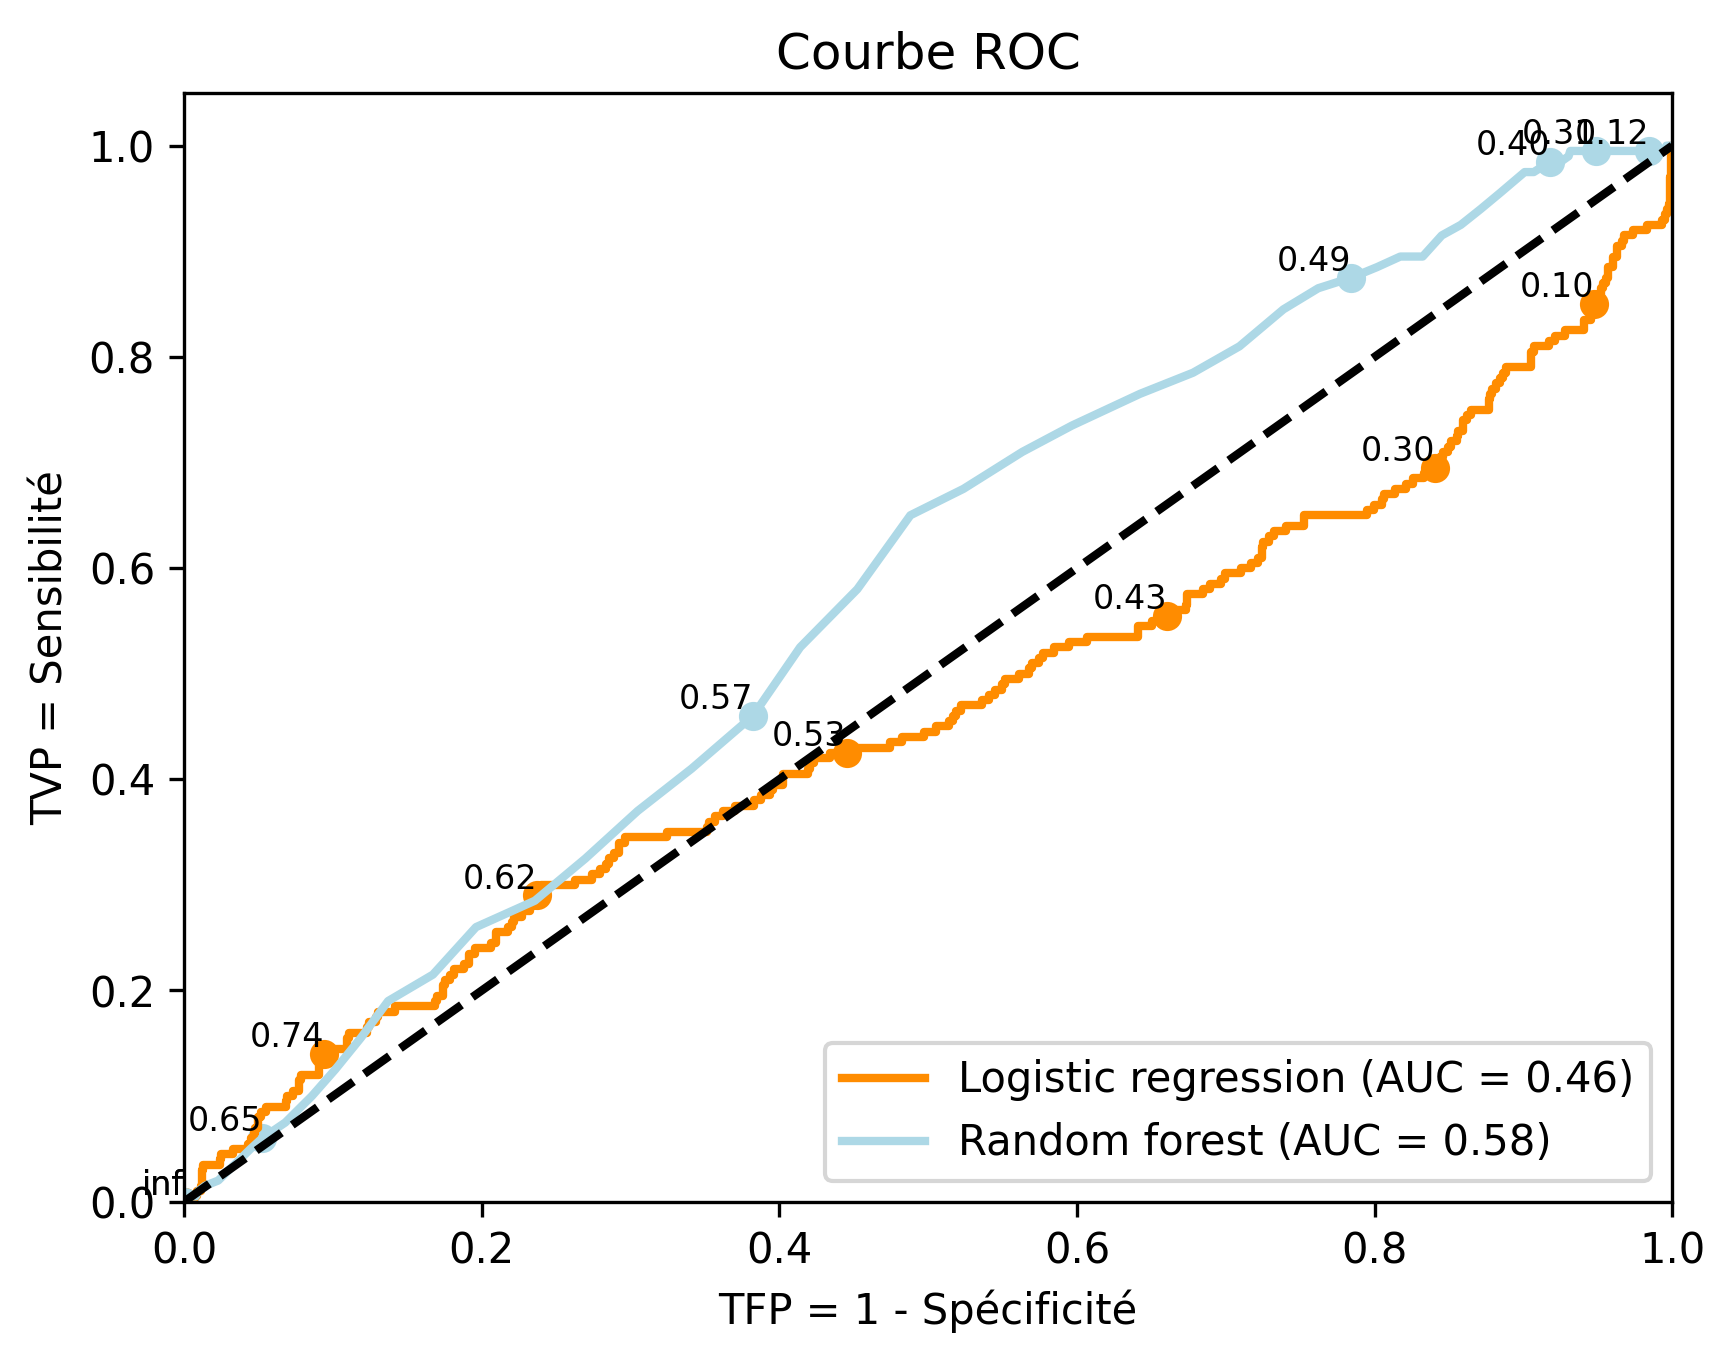 Courbe ROC
TVP = Sensibilité
1.0
0.8
0.6
0.4
0.2
0.0
0.40
0.31
0.12
0.49
0.10
0.30
0.43
0.57
0.53
0.62
0.74
0.65
inf
Logistic regression (AUC = 0.46)
Random forest (AUC = 0.58)
0.0 0.2 0.4 0.6 0.8 1.0
TFP = 1 - Spécificité